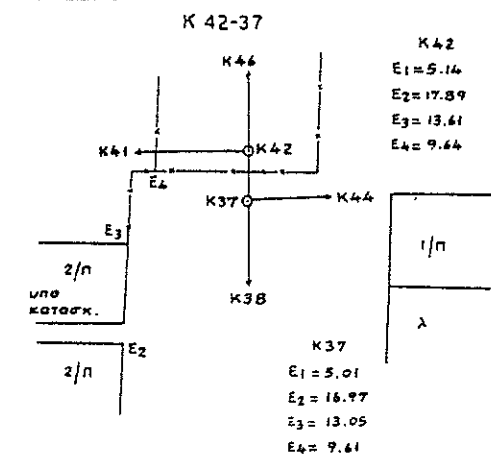 K 42-37
K46
K42
E1=5.14
E2=17.89
E3=13.61
E4=9.64
K41
K42
E4
K37
K44
E3
2/π
υπο
κατασκ.
1/π
K38
λ
E2
2/π
K37
E1=5.01
E2=16.97
E3=13.05
E4=9.61